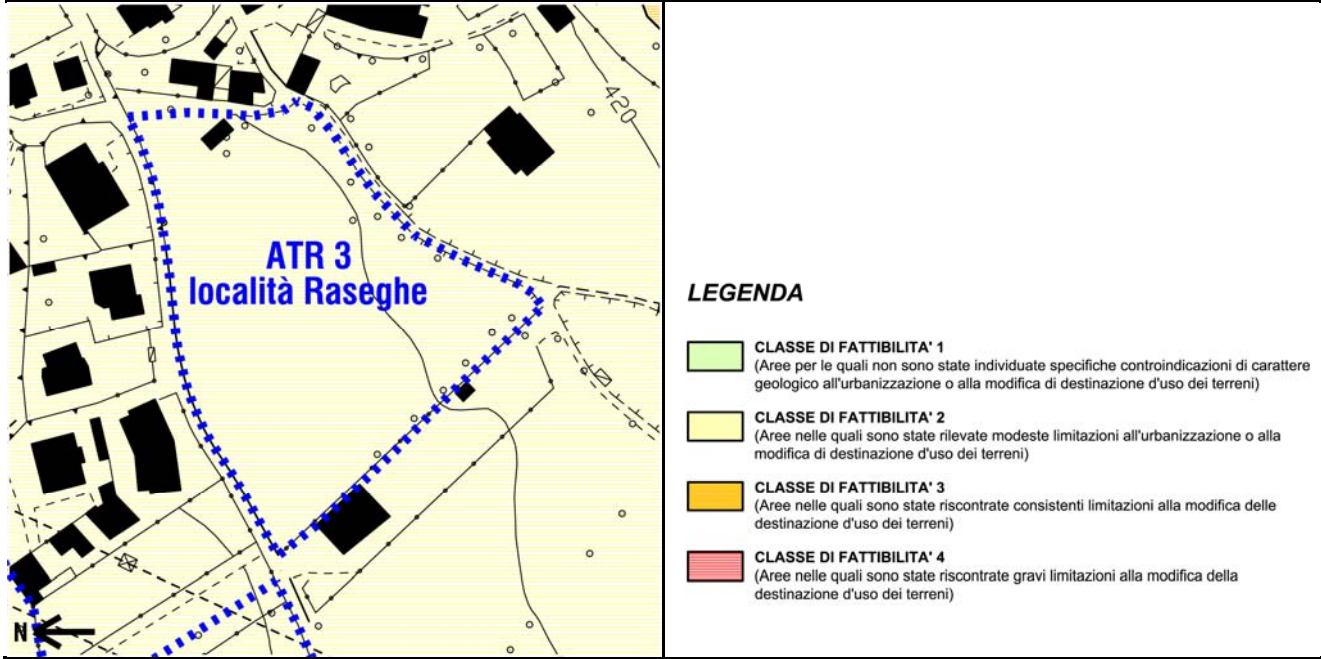 ATR 3
località Raseghe
420
N
LEGENDA
CLASSE DI FATTIBILITA' 1
(Aree per le quali non sono state individuate specifiche controindicazioni di carattere
geologico all'urbanizzazione o alla modifica di destinazione d'uso dei terreni)
CLASSE DI FATTIBILITA' 2
(Aree nelle quali sono state rilevate modeste limitazioni all'urbanizzazione o alla
modifica di destinazione d'uso dei terreni)
CLASSE DI FATTIBILITA' 3
(Aree nelle quali sono state riscontrate consistenti limitazioni alla modifica delle
destinazione d'uso dei terreni)
CLASSE DI FATTIBILITA' 4
(Aree nelle quali sono state riscontrate gravi limitazioni alla modifica della
destinazione d'uso dei terreni)